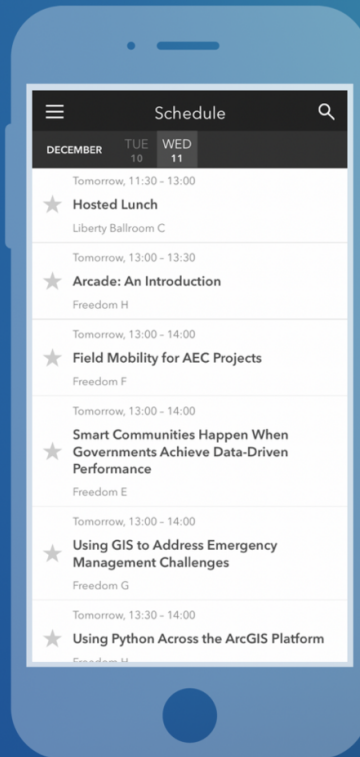 Schedule
DECEMBER
TUE
10
WED
11
Tomorrow, 11:30 – 13:00
Hosted Lunch
Liberty Ballroom C
Tomorrow, 13:00 – 13:30
Arcade: An Introduction
Freedom H
Tomorrow, 13:00 – 14:00
Field Mobility for AEC Projects
Freedom F
Tomorrow, 13:00 – 14:00
Smart Communities Happen When
Governments Achieve Data-Driven
Performance
Freedom E
Tomorrow, 13:00 – 14:00
Using GIS to Address Emergency
Management Challenges
Freedom G
Tomorrow, 13:30 – 14:00
Using Python Across the ArcGIS Platform
Freedom H